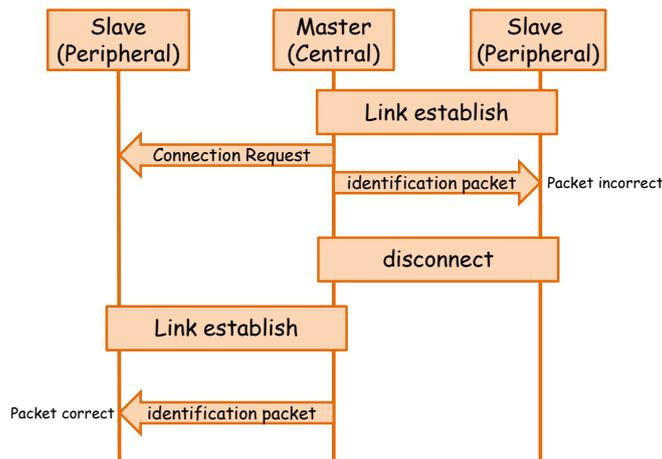 Slave
(Peripheral)
Master
(Central)
Slave
(Peripheral)
Link establish
Connection Request
identification packet
Packet incorrect
disconnect
Link establish
Packet correct
identification packet